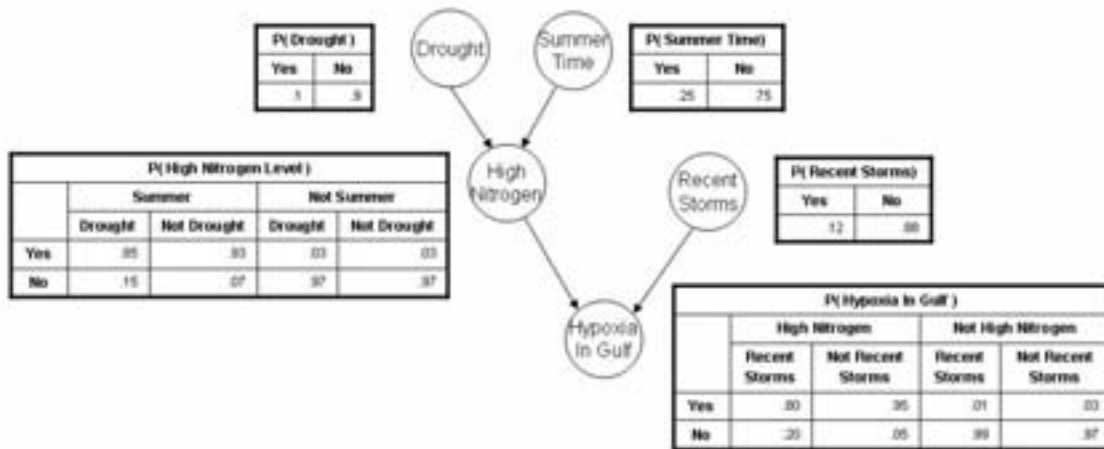 P( Drought )
Yes No
.1 .9
Drought
Summer
Time
P( Summer Time)
Yes No
.25 .75
P( High Nitrogen Level )
Summer Not Summer
Drought Not Drought Drought Not Drought
Yes .85 .93 .03 .03
No .15 .07 .97 .97
High
Nitrogen
Recent
Storms
P( Recent Storms)
Yes No
.12 .88
Hypoxia
In Gulf
P( Hypoxia In Gulf )
High Nitrogen Not High Nitrogen
Recent Storms Not Recent Storms Recent Storms Not Recent Storms
Yes .80 .95 .01 .03
No .20 .05 .99 .97